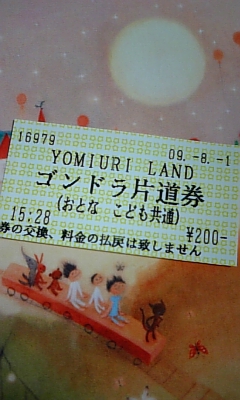 16979 09.-8.-1
YOMIURI LAND
ゴンドラ片道券
(おとな こども共通)
15:28 ¥200-
券の交換、料金の払戻は致しません